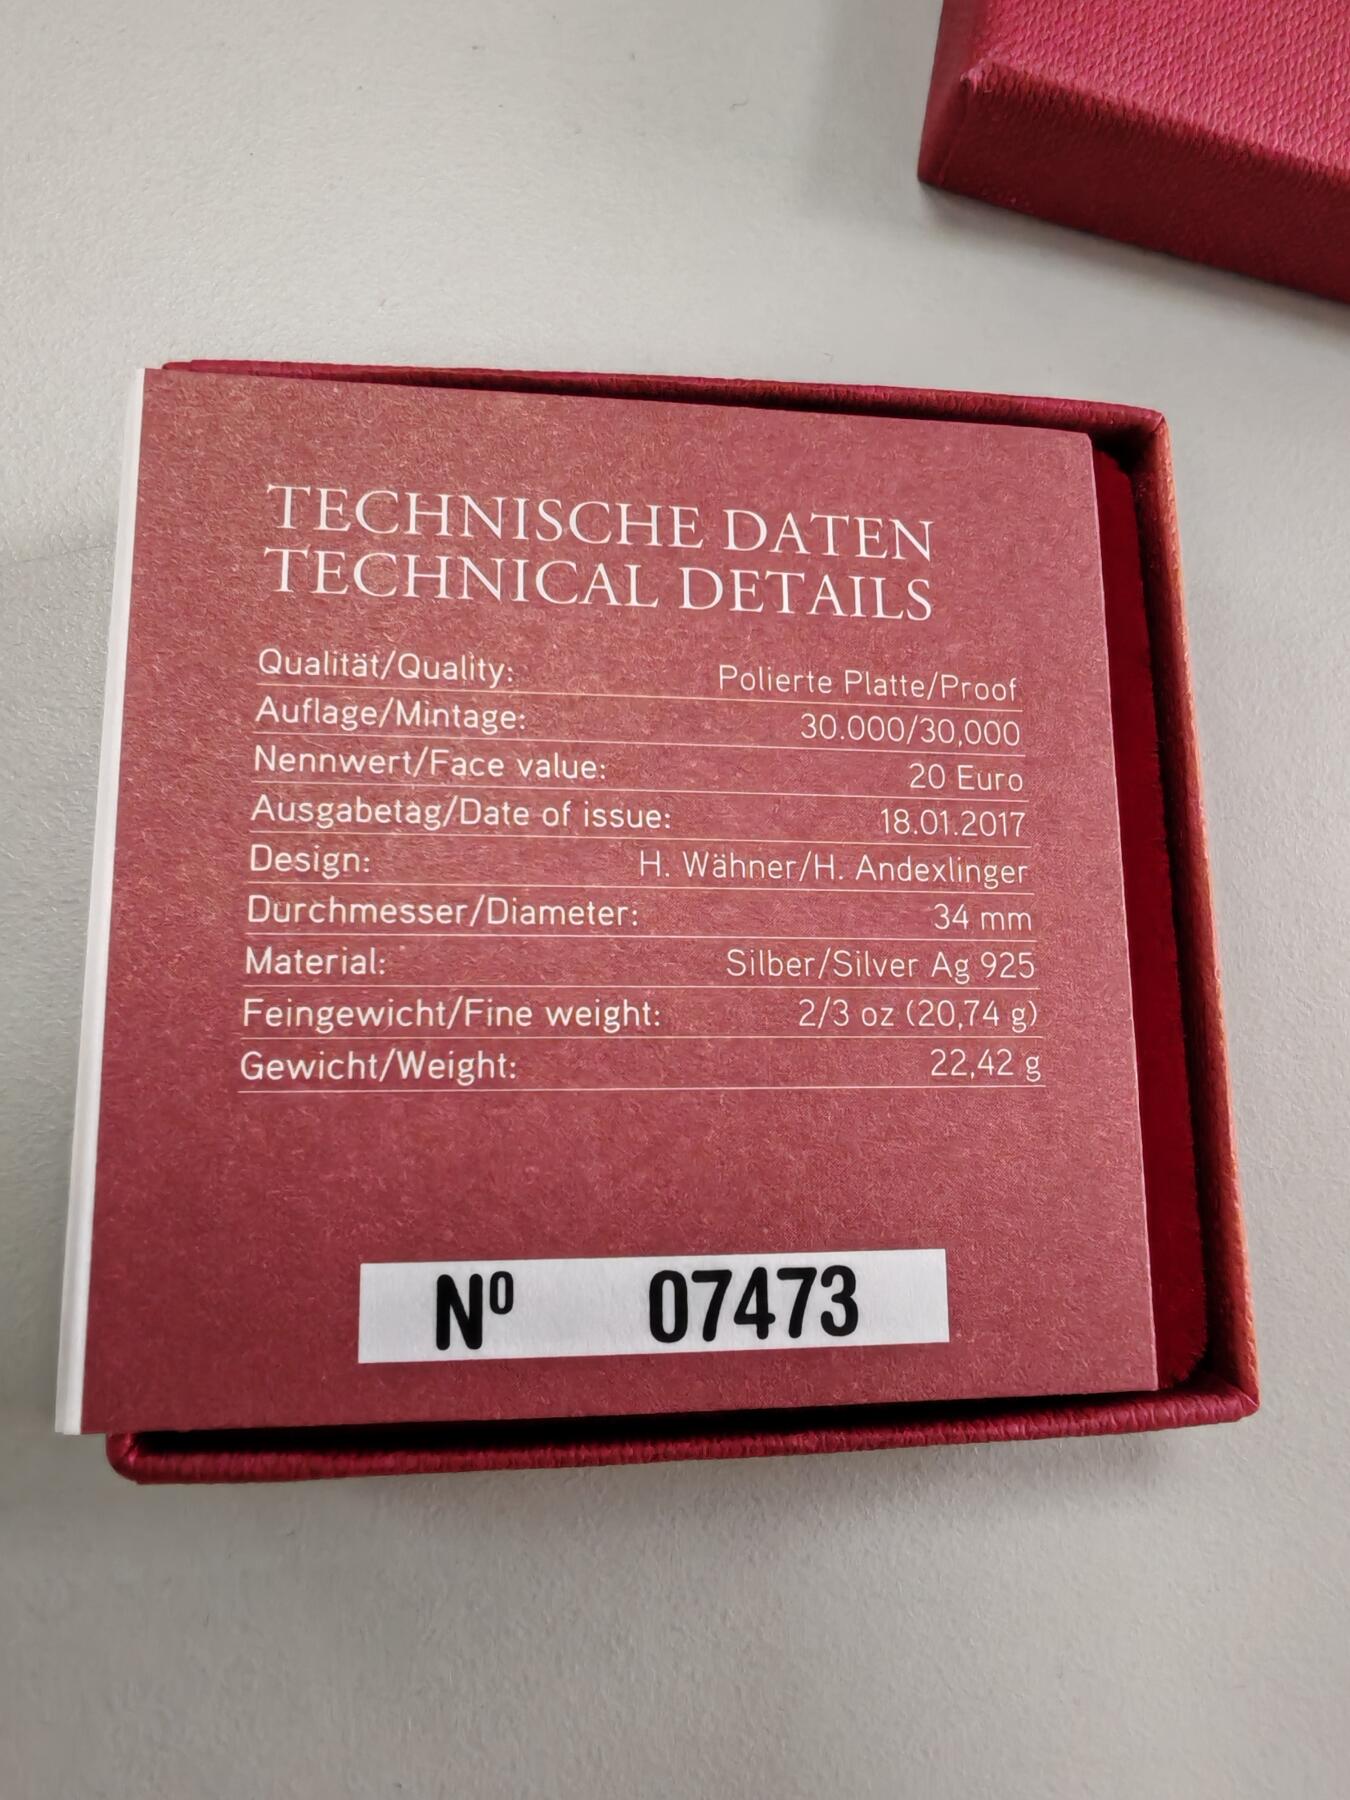 TECHNISCHE DATEN
TECHNICAL DETAILS
Qualität/Quality: Polierte Platte/Proof
Auflage/Mintage: 30.000/30,000
Nennwert/Face value: 20 Euro
Ausgabetag/Date of issue: 18.01.2017
Design: H. Wähner/H. Andexlinger
Durchmesser/Diameter: 34 mm
Material: Silber/Silver Ag 925
Feingewicht/Fine weight: 2/3 oz (20,74 g)
Gewicht/Weight: 22,42 g
Nº 07473